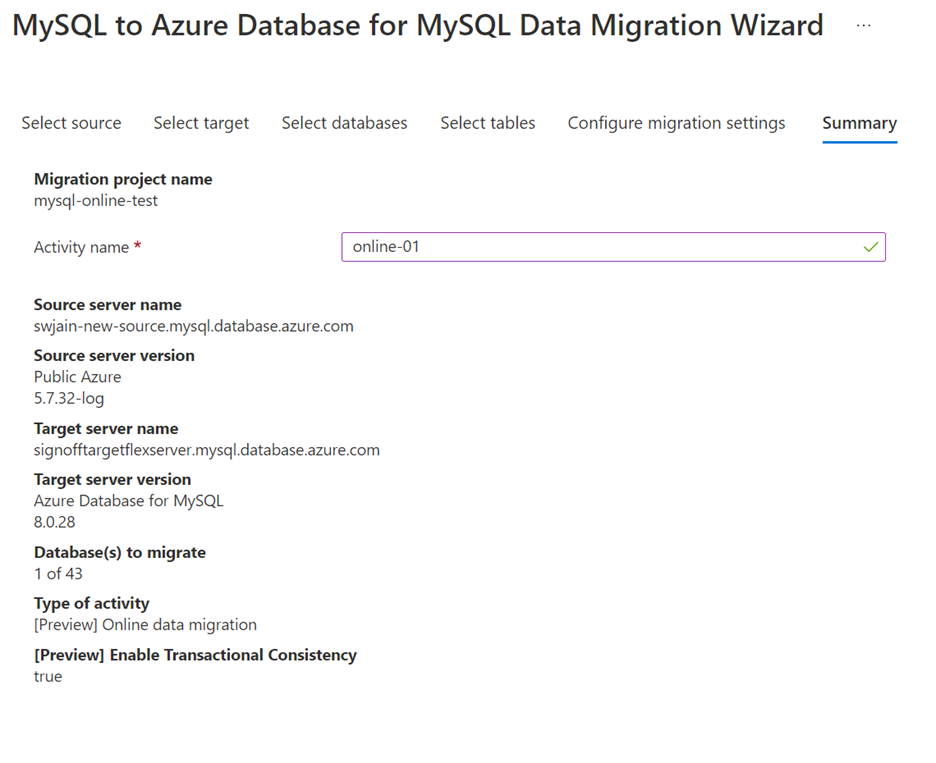 MySQL to Azure Database for MySQL Data Migration Wizard ...
Select source Select target Select databases Select tables Configure migration settings Summary
Migration project name
mysql-online-test
Activity name * online-01
Source server name
swjain-new-source.mysql.database.azure.com
Source server version
Public Azure
5.7.32-log
Target server name
signofftargetflexserver.mysql.database.azure.com
Target server version
Azure Database for MySQL
8.0.28
Database(s) to migrate
1 of 43
Type of activity
[Preview] Online data migration
[Preview] Enable Transactional Consistency
true